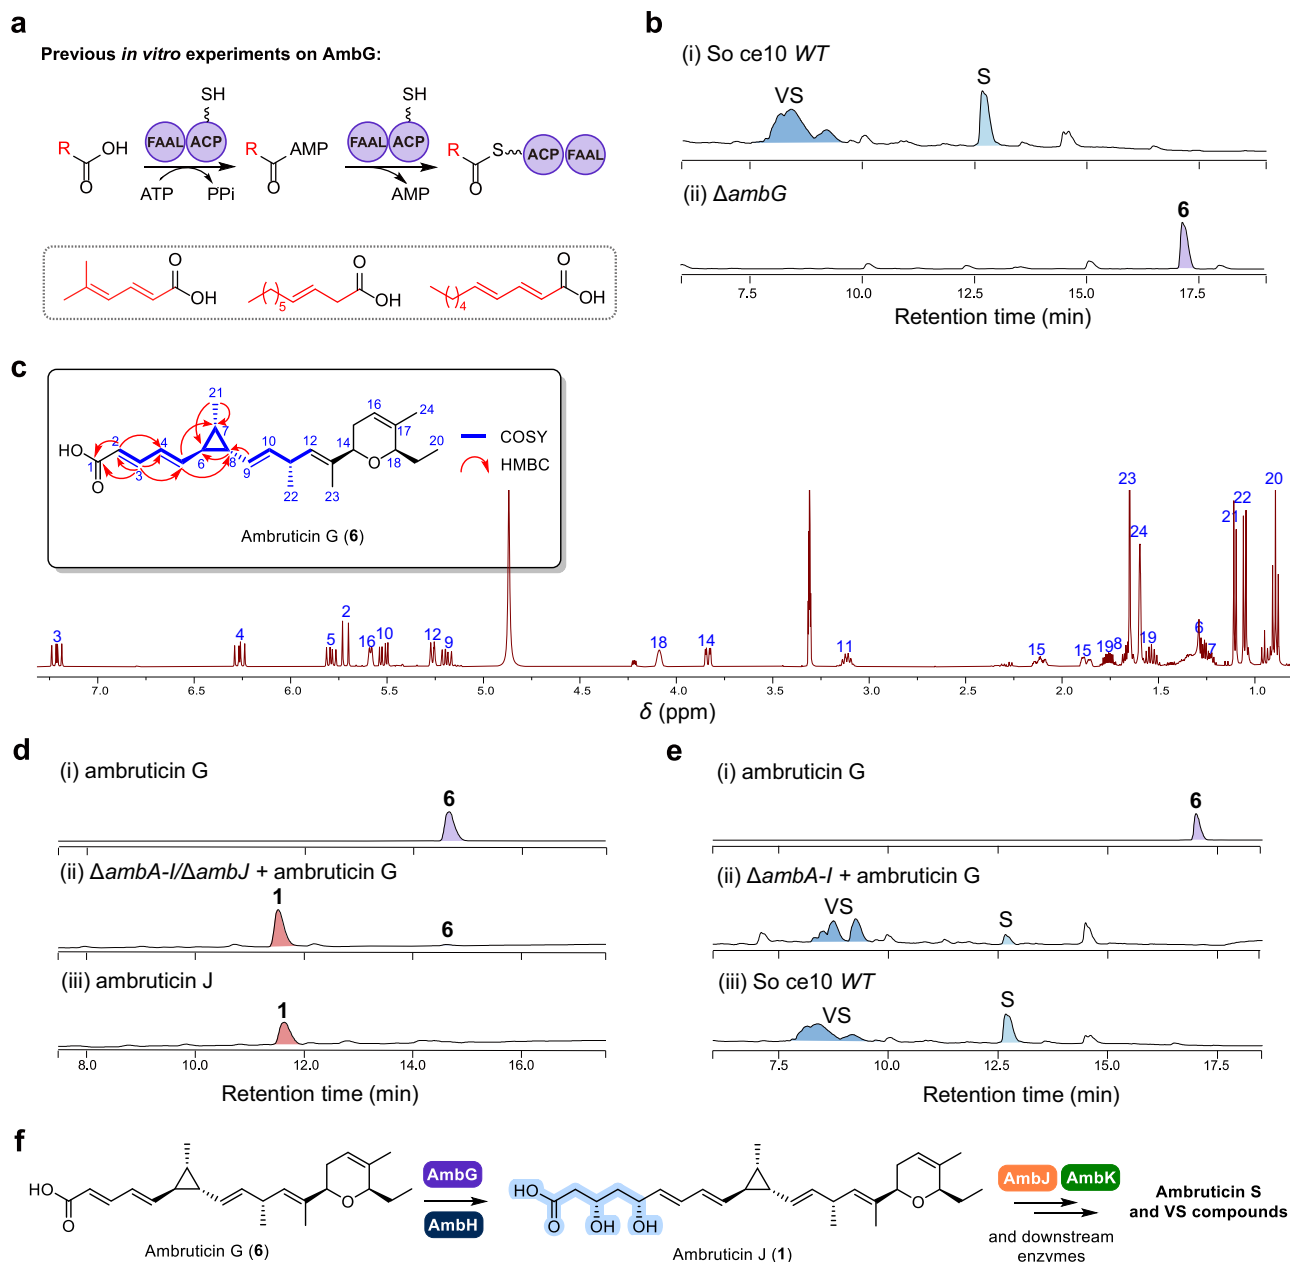 a
Previous in vitro experiments on AmbG:
SH
SH
R
OH
O
FAAL
ACP
ATP
PPi
R
AMP
O
FAAL
ACP
AMP
R
S
O
ACP
FAAL
O
OH
5
O
OH
4
O
OH
b
(i) So ce10 WT
VS
S
(ii) ΔambG
6
7.5
10.0
12.5
15.0
17.5
Retention time (min)
c
21
HO
1
O
2
3
4
5
6
7
8
9
10
22
12
23
14
O
16
17
24
18
20
COSY
HMBC
Ambruticin G (6)
3
4
5
2
16
10
12
9
18
14
11
15
15
19
8
23
24
19
6
7
21
22
20
7.0
6.5
6.0
5.5
5.0
4.5
4.0
3.5
3.0
2.5
2.0
1.5
1.0
δ (ppm)
d
(i) ambruticin G
6
(ii) ΔambA-I/ΔambJ + ambruticin G
1
6
(iii) ambruticin J
1
8.0
10.0
12.0
14.0
16.0
Retention time (min)
e
(i) ambruticin G
6
(ii) ΔambA-I + ambruticin G
VS
S
(iii) So ce10 WT
VS
S
7.5
10.0
12.5
15.0
17.5
Retention time (min)
f
HO
O
O
Ambruticin G (6)
AmbG
AmbH
HO
O
OH
OH
O
Ambruticin J (1)
AmbJ
AmbK
and downstream
enzymes
Ambruticin S
and VS compounds